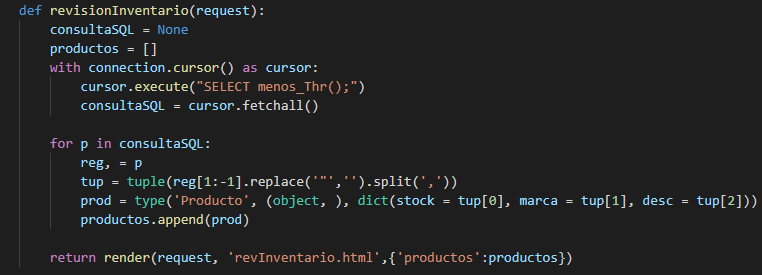 def revisionInventario(request):
    consultaSQL = None
    productos = []
    with connection.cursor() as cursor:
        cursor.execute("SELECT menos_Thr();")
        consultaSQL = cursor.fetchall()

    for p in consultaSQL:
        reg, = p
        tup = tuple(reg[1:-1].replace('"','').split(','))
        prod = type('Producto', (object, ), dict(stock = tup[0], marca = tup[1], desc = tup[2]))
        productos.append(prod)

    return render(request, 'revInventario.html',{'productos':productos})